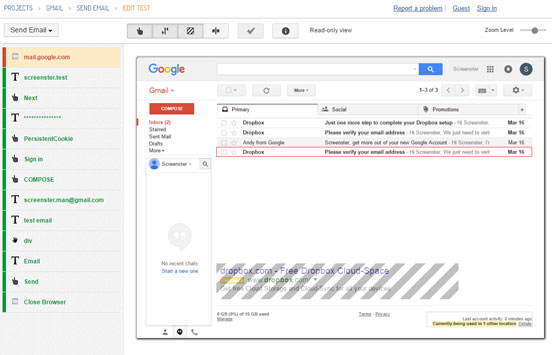 PROJECTS > GMAIL > SEND EMAIL > EDIT TEST
Report a problem | Guest Sign in
Send Email
Read-only view
Zoom Level
mail.google.com
screenster.test
Next
**************
PersistentCookie
Sign in
COMPOSE
screenster.man@gmail.com
test email
div
Email
Send
Close Browser
Google
Screenster
S
Gmail
More
1–3 of 3
COMPOSE
Inbox (2)
Starred
Sent Mail
Drafts
More
Screenster
No recent chats
Start a new one
Primary
Social
Promotions
+
Dropbox Just one more step to complete your Dropbox setup - Hi Screenster, Mar 16
Dropbox Please verify your email address - Hi Screenster, We just need to veri Mar 16
Andy from Google Screenster, get more out of your new Google Account - Hi Screenster, I' Mar 16
Dropbox Please verify your email address - Hi Screenster, We just need to veri Mar 16
dropbox.com - Free Dropbox Cloud-Space
www.dropbox.com
Get free Cloud Storage and Cloud-Sync for all your devices.
0 GB (0%) of 15 GB used
Manage
Terms - Privacy
Last account activity: 0 minutes ago
Currently being used in 1 other location Details